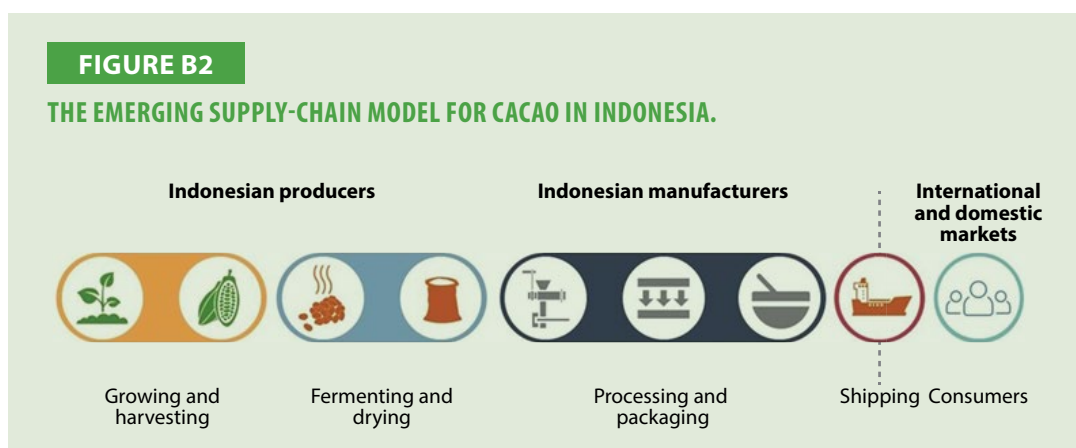 FIGURE B2
THE EMERGING SUPPLY-CHAIN MODEL FOR CACAO IN INDONESIA.
Indonesian producers
Indonesian manufacturers
International
and domestic
markets
Growing and
harvesting
Fermenting and
drying
Processing and
packaging
Shipping
Consumers